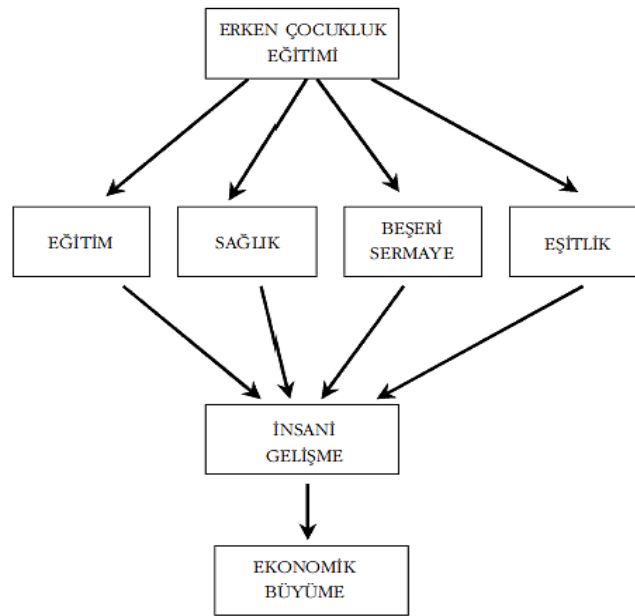 ERKEN ÇOCUKLUK
EĞİTİMİ
EĞİTİM
SAĞLIK
BEŞERİ
SERMAYE
EŞİTLİK
İNSANİ
GELİŞME
EKONOMİK
BÜYÜME